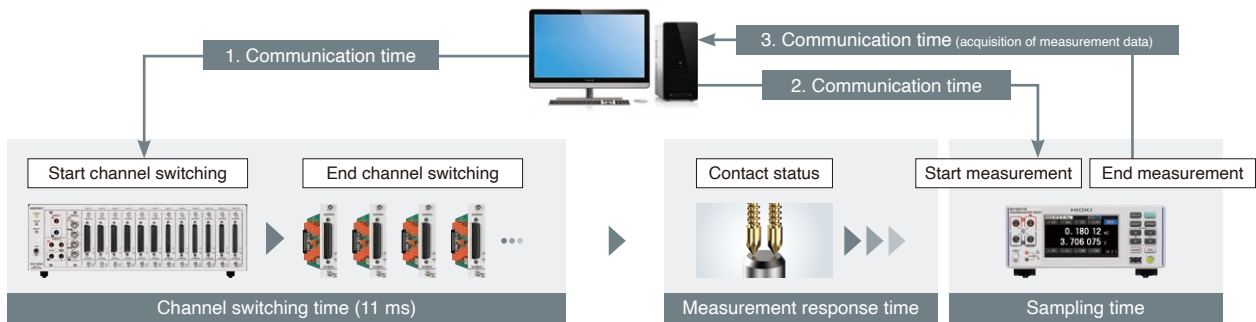 1. Communication time
3. Communication time (acquisition of measurement data)
2. Communication time
Start channel switching
End channel switching
Contact status
Start measurement
End measurement
HIOKI
0.180 12
3.706 075
Channel switching time (11 ms)
Measurement response time
Sampling time